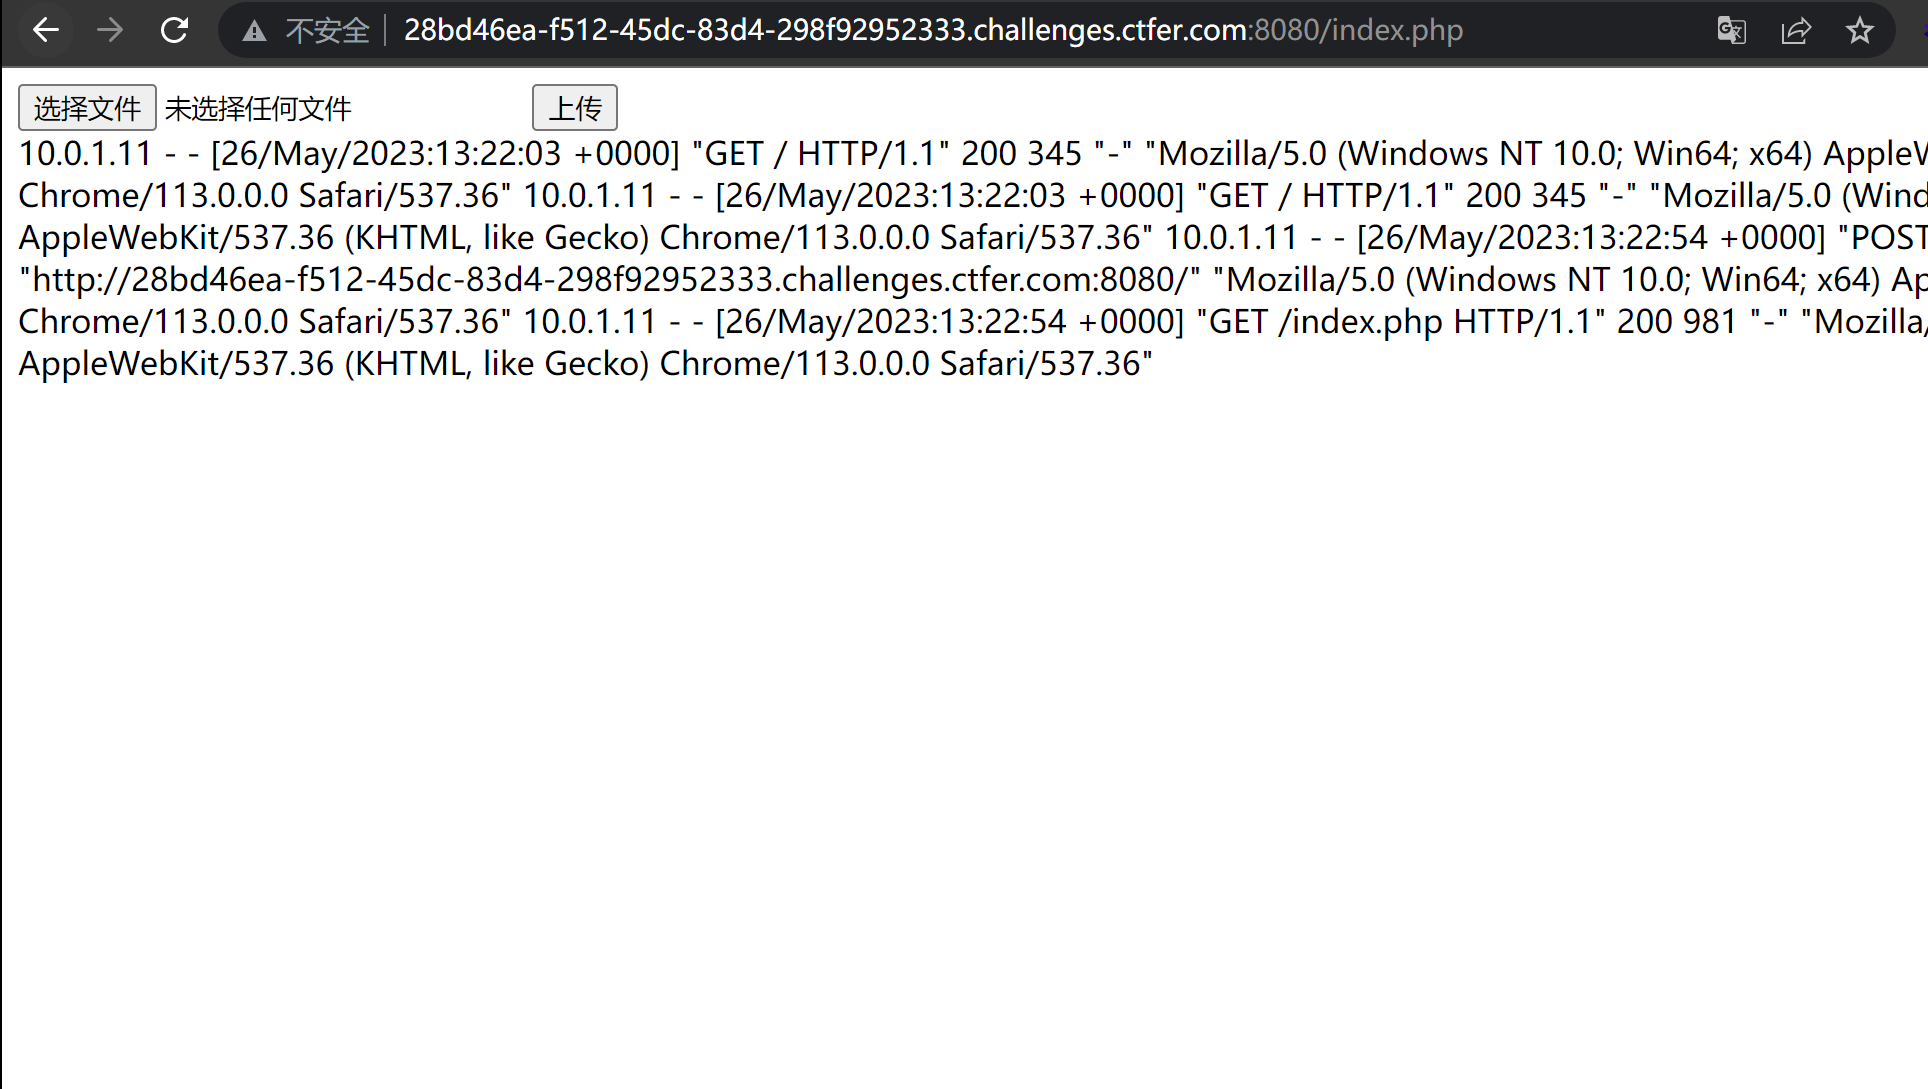 不安全 28bd46ea-f512-45dc-83d4-298f92952333.challenges.ctfer.com:8080/index.php
选择文件 未选择任何文件 上传
10.0.1.11 - - [26/May/2023:13:22:03 +0000] "GET / HTTP/1.1" 200 345 "-" "Mozilla/5.0 (Windows NT 10.0; Win64; x64)
Chrome/113.0.0.0 Safari/537.36" 10.0.1.11 - - [26/May/2023:13:22:03 +0000] "GET / HTTP/1.1" 200 345 "-" "Mozilla/5.0
AppleWebKit/537.36 (KHTML, like Gecko) Chrome/113.0.0.0 Safari/537.36" 10.0.1.11 - - [26/May/2023:13:22:54 +0000] "POST
"http://28bd46ea-f512-45dc-83d4-298f92952333.challenges.ctfer.com:8080/" "Mozilla/5.0 (Windows NT 10.0; Win64; x64)
Chrome/113.0.0.0 Safari/537.36" 10.0.1.11 - - [26/May/2023:13:22:54 +0000] "GET /index.php HTTP/1.1" 200 981 "-" "Mozilla/
AppleWebKit/537.36 (KHTML, like Gecko) Chrome/113.0.0.0 Safari/537.36"